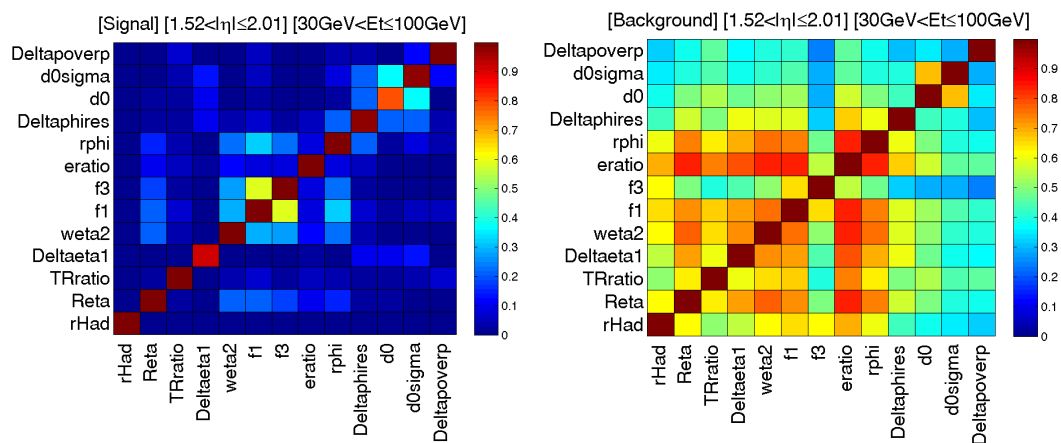 [Signal] [1.52<|η|≤2.01] [30GeV<Et≤100GeV]
Deltapoverp
d0sigma
d0
Deltaphires
rphi
eratio
f3
f1
weta2
Deltaeta1
TRratio
Reta
rHad
rHad
Reta
TRratio
Deltaeta1
weta2
f1
f3
eratio
rphi
Deltaphires
d0
d0sigma
Deltapoverp
0.9
0.8
0.7
0.6
0.5
0.4
0.3
0.2
0.1
0
[Background] [1.52<|η|≤2.01] [30GeV<Et≤100GeV]
Deltapoverp
d0sigma
d0
Deltaphires
rphi
eratio
f3
f1
weta2
Deltaeta1
TRratio
Reta
rHad
rHad
Reta
TRratio
Deltaeta1
weta2
f1
f3
eratio
rphi
Deltaphires
d0
d0sigma
Deltapoverp
0.9
0.8
0.7
0.6
0.5
0.4
0.3
0.2
0.1
0